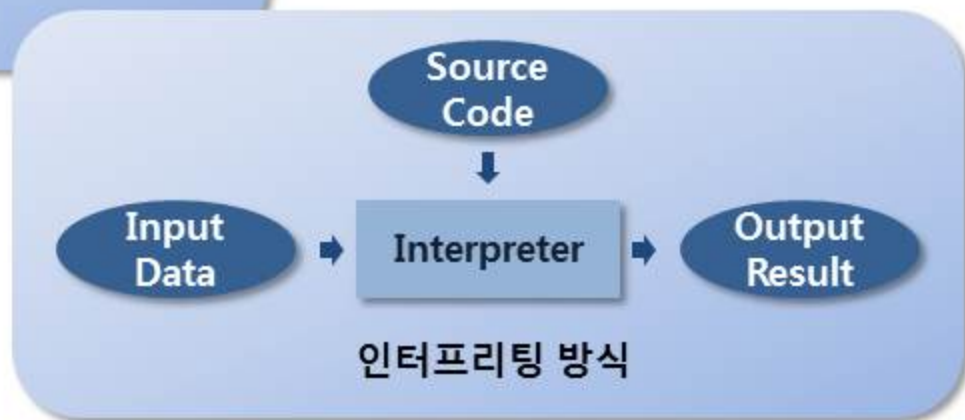 Source
Code
Input
Data
Interpreter
Output
Result
인터프리팅 방식